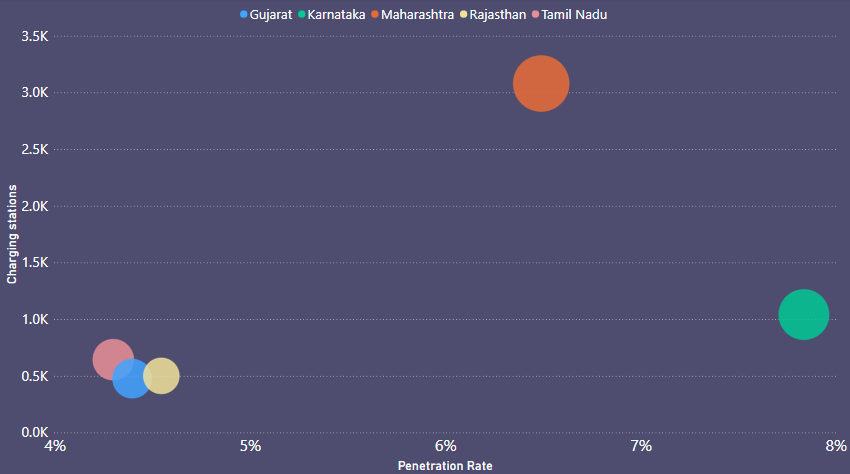 Gujarat Karnataka Maharashtra Rajasthan Tamil Nadu
3.5K
3.0K
2.5K
2.0K
1.5K
1.0K
0.5K
0.0K
Charging stations
4% 5% 6% 7% 8%
Penetration Rate